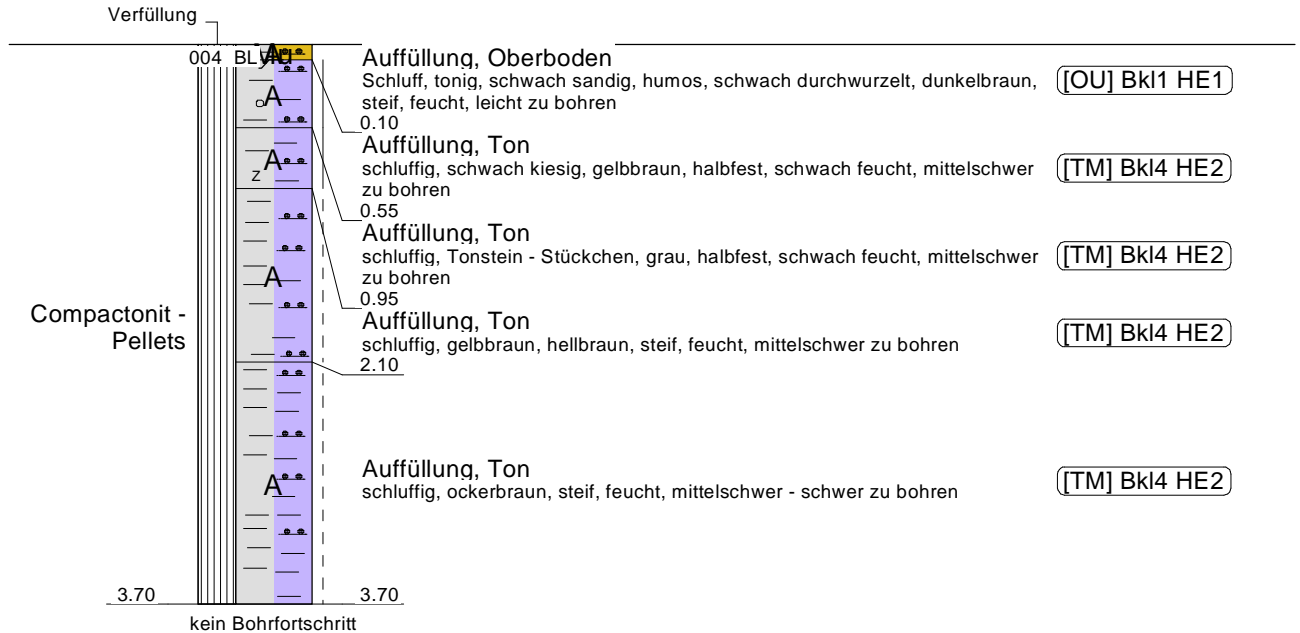 Verfüllung
Auffüllung, Oberboden
Schluff, tonig, schwach sandig, humos, schwach durchwurzelt, dunkelbraun,
steif, feucht, leicht zu bohren
0.10
[OU] Bkl1 HE1
Auffüllung, Ton
schluffig, schwach kiesig, gelbbraun, halbfest, schwach feucht, mittelschwer
zu bohren
0.55
[TM] Bkl4 HE2
Auffüllung, Ton
schluffig, Tonstein - Stückchen, grau, halbfest, schwach feucht, mittelschwer
zu bohren
0.95
[TM] Bkl4 HE2
Auffüllung, Ton
schluffig, gelbbraun, hellbraun, steif, feucht, mittelschwer zu bohren
2.10
[TM] Bkl4 HE2
Auffüllung, Ton
schluffig, ockerbraun, steif, feucht, mittelschwer - schwer zu bohren
[TM] Bkl4 HE2
3.70
004
A
A
Z
A
A
Compactonit -
Pellets
3.70
kein Bohrfortschritt